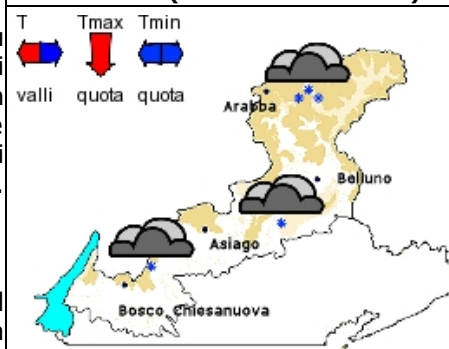 T Tmax Tmin
valli quota quota
Arabba
Belluno
Asiago
Bosco Chiesanuova